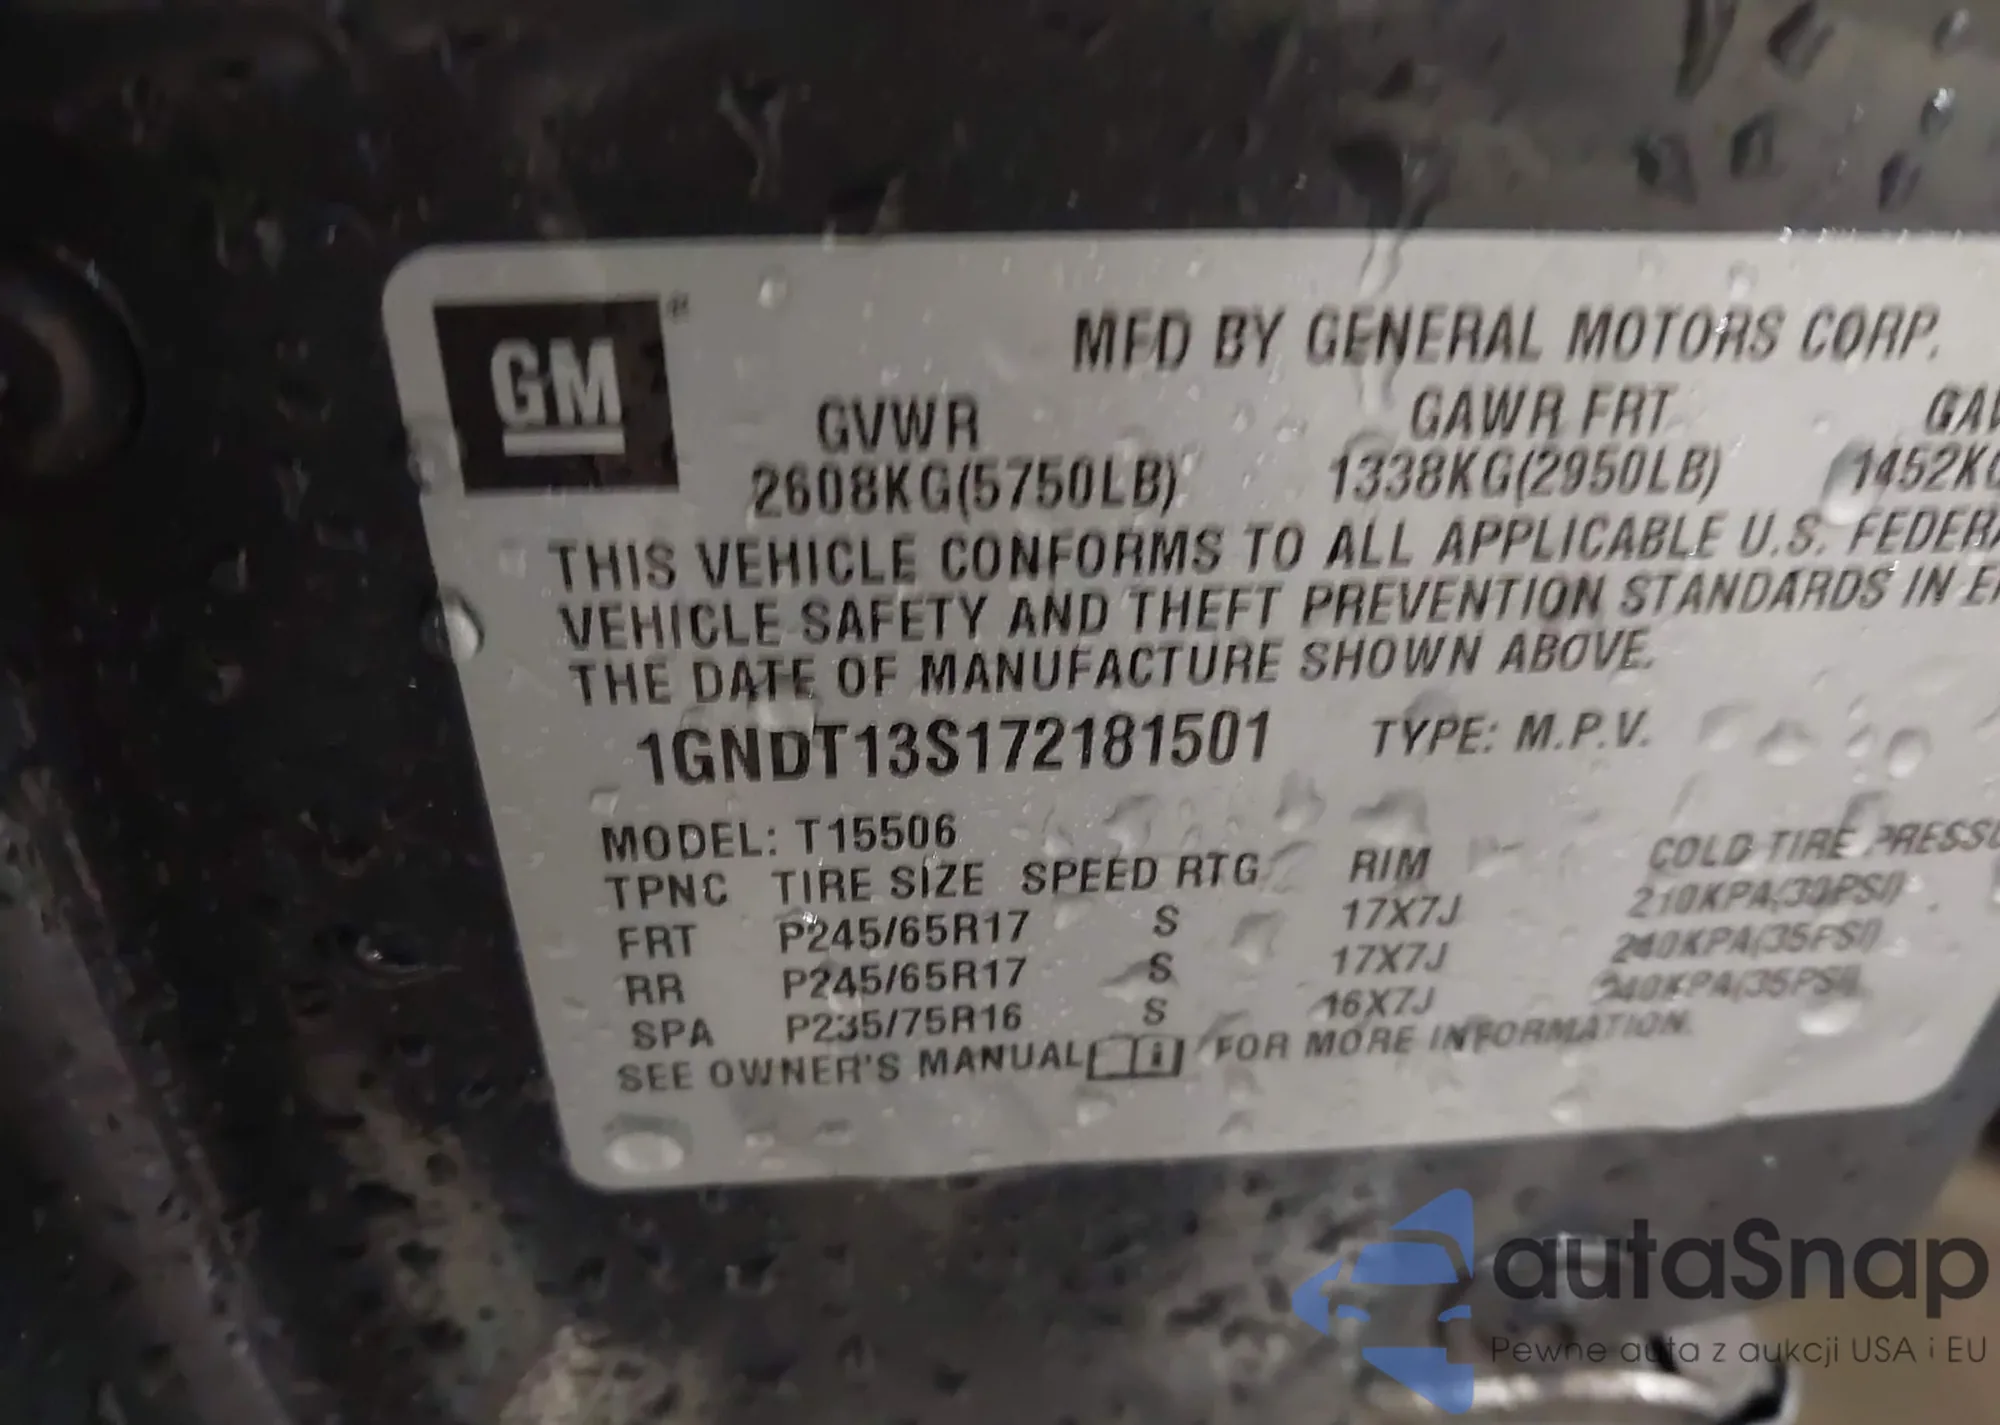 GM®
MFD BY GENERAL MOTORS CORP.
GVWR GAWR FRT
2608KG(5750LB) 1338KG(2950LB) 1452KG
THIS VEHICLE CONFORMS TO ALL APPLICABLE U.S.
VEHICLE SAFETY AND THEFT PREVENTION STANDARDS IN
THE DATE OF MANUFACTURE SHOWN ABOVE.
1GNDT13S172181501 TYPE: M.P.V.
MODEL: T15506
TPNC TIRE SIZE SPEED RTG RIM COLD TIRE
FRT P245/65R17 S 17X7J 210KPA(30PSI)
RR P245/65R17 S 17X7J 240KPA(35PSI)
SPA P235/75R16 S 16X7J 240KPA(35PSI)
SEE OWNER'S MANUAL FOR MORE INFORMATION.
autaSnap
Pewne auta z aukcji USA i EU